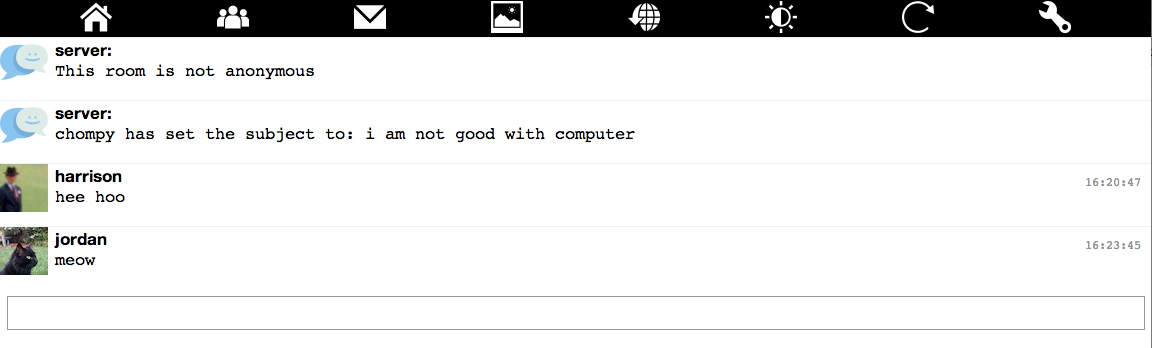 server:
This room is not anonymous
server:
chompy has set the subject to: i am not good with computer
harrison
16:20:47
hee hoo
jordan
16:23:45
meow